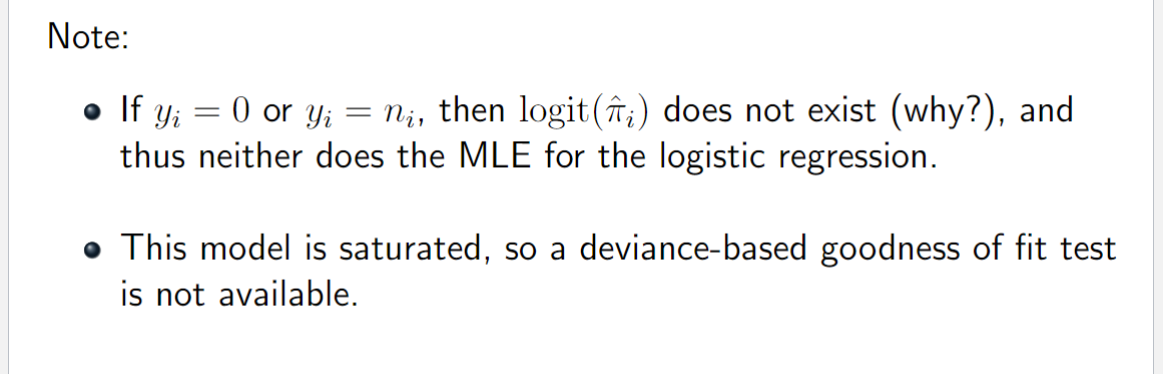 Note:
• If $y_i = 0$ or $y_i = n_i$, then $\mathrm{logit}(\hat{\pi}_i)$ does not exist (why?), and
thus neither does the MLE for the logistic regression.
• This model is saturated, so a deviance-based goodness of fit test
is not available.